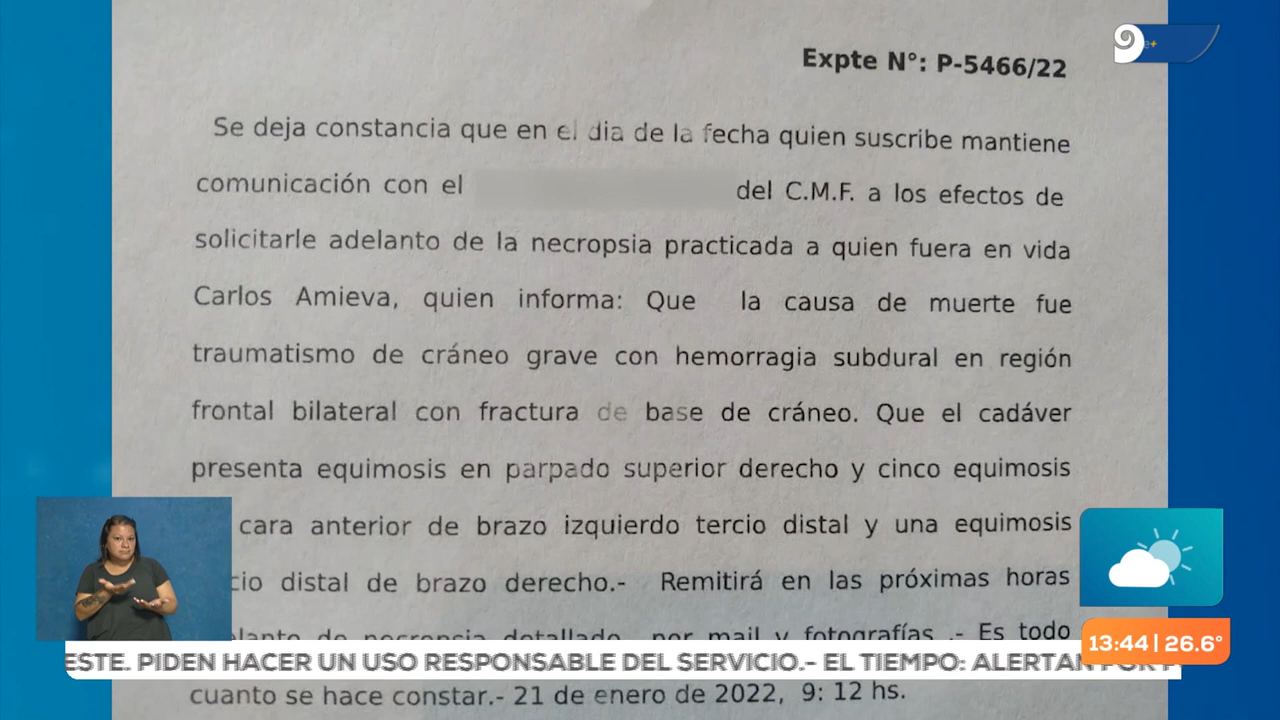 9
Expte N°: P-5466/22
Se deja constancia que en el dia de la fecha quien suscribe mantiene
comunicación con el del C.M.F. a los efectos de
solicitarle adelanto de la necropsia practicada a quien fuera en vida
Carlos Amieva, quien informa: Que la causa de muerte fue
traumatismo de cráneo grave con hemorragia subdural en región
frontal bilateral con fractura de base de cráneo. Que el cadáver
presenta equimosis en parpado superior derecho y cinco equimosis
cara anterior de brazo izquierdo tercio distal y una equimosis
cio distal de brazo derecho.- Remitirá en las próximas horas
de necropsia detallado por mail y fotografías .- Es todo
cuanto se hace constar.- 21 de enero de 2022, 9: 12 hs.
13:44 | 26.6°
ESTE. PIDEN HACER UN USO RESPONSABLE DEL SERVICIO.- EL TIEMPO: ALERTAN POR